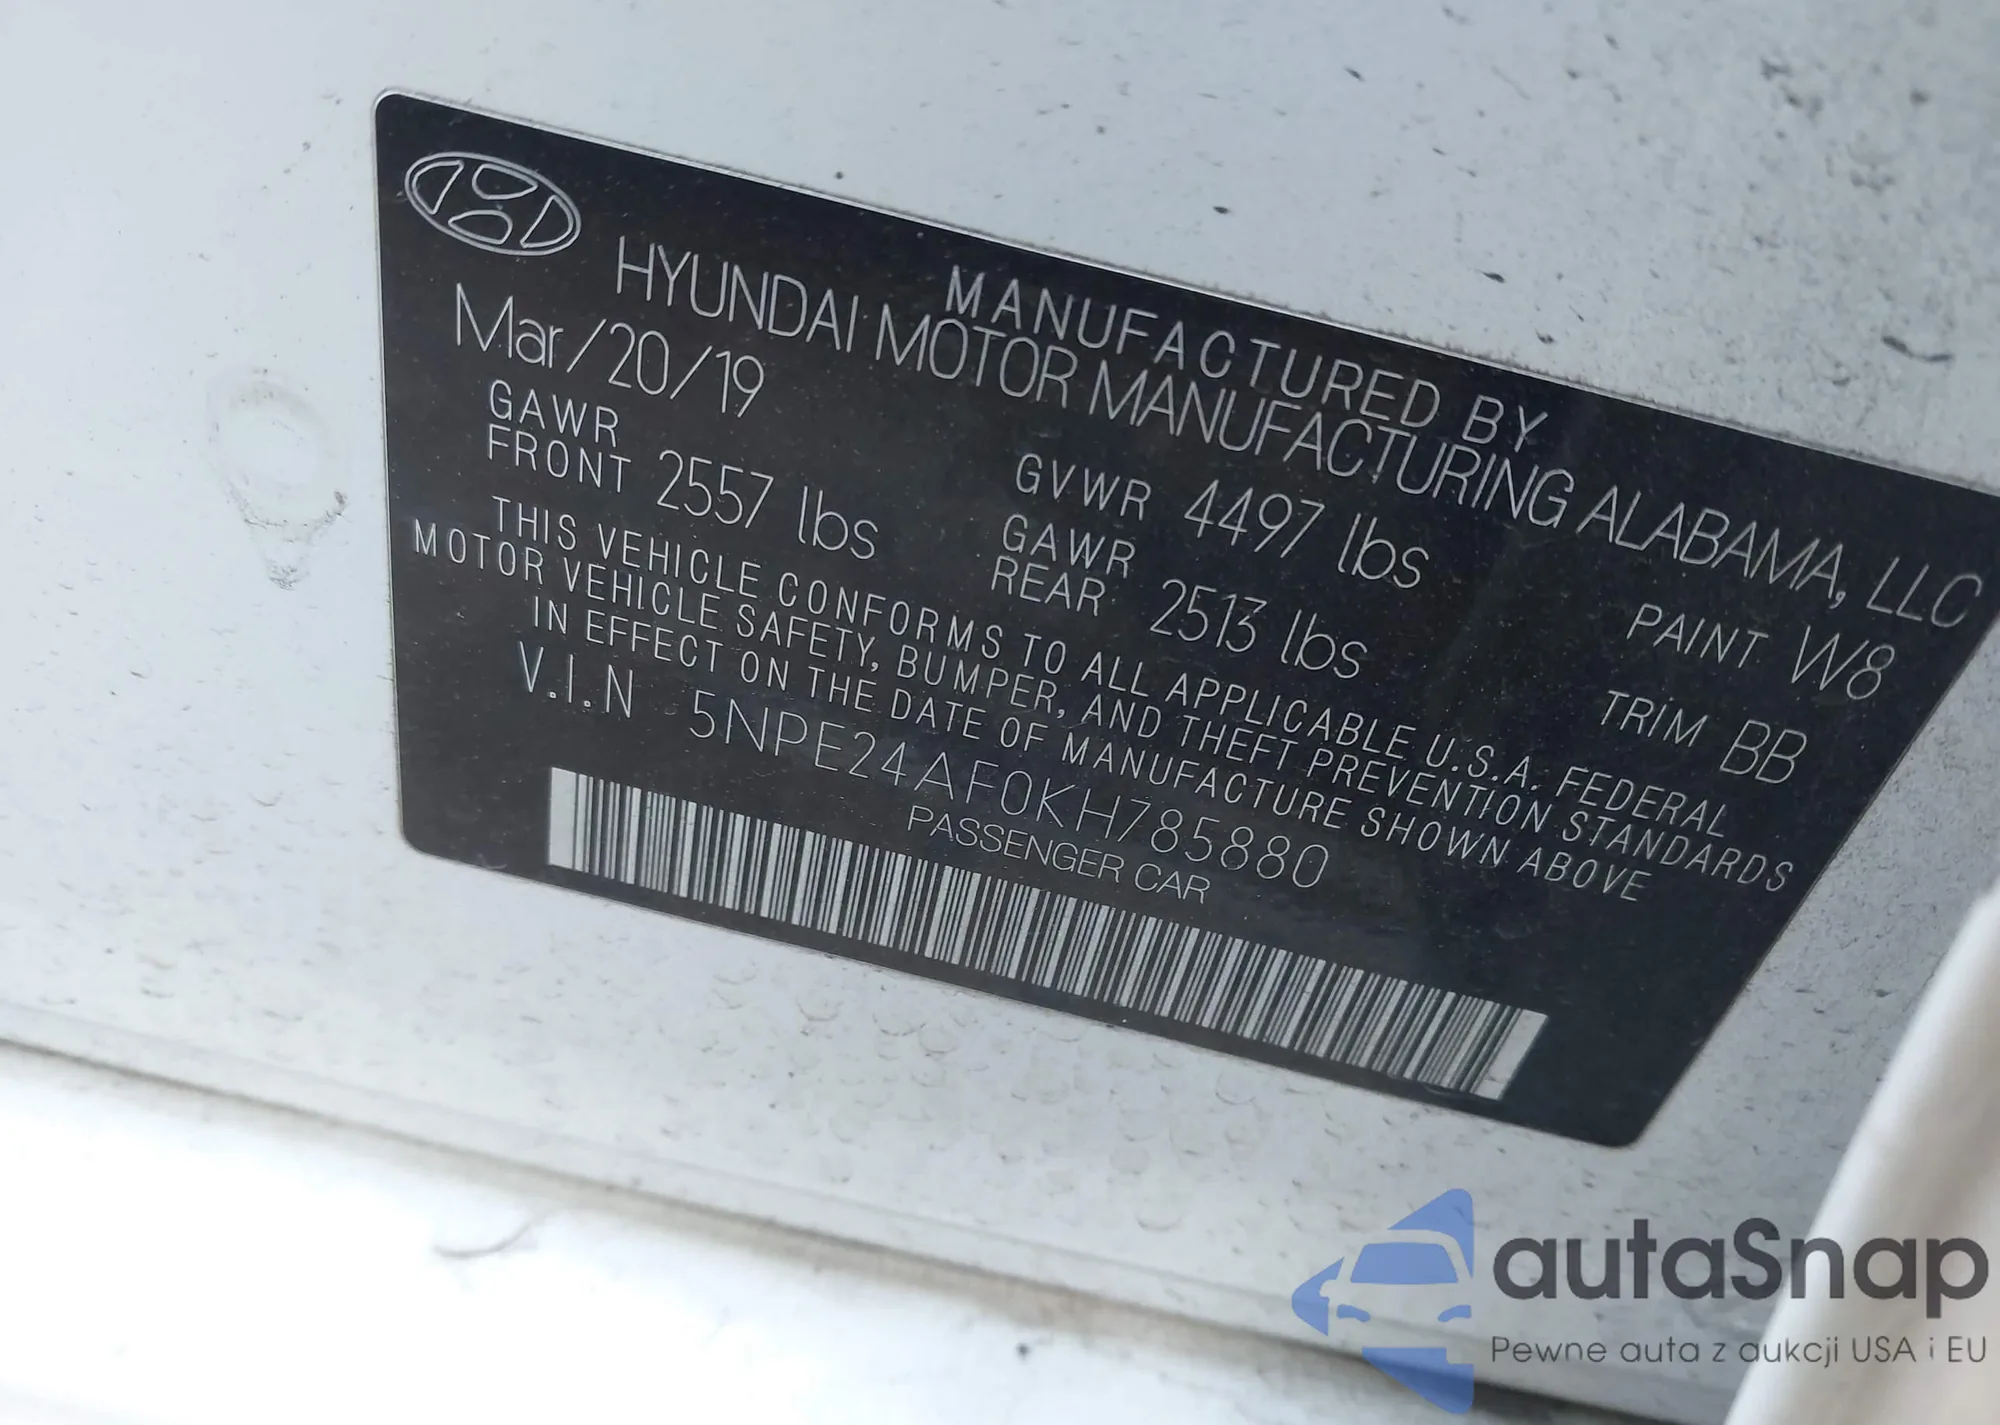 MANUFACTURED BY
HYUNDAI MOTOR MANUFACTURING ALABAMA, LLC
Mar/20/19
GVWR 4497 lbs
PAINT W8
GAWR FRONT 2557 lbs
GAWR REAR 2513 lbs
TRIM BB
THIS VEHICLE CONFORMS TO ALL APPLICABLE U.S.A. FEDERAL
MOTOR VEHICLE SAFETY, BUMPER, AND THEFT PREVENTION STANDARDS
IN EFFECT ON THE DATE OF MANUFACTURE SHOWN ABOVE
V.I.N 5NPE24AF0KH785880
PASSENGER CAR
autaSnap
Pewne auta z aukcji USA i EU